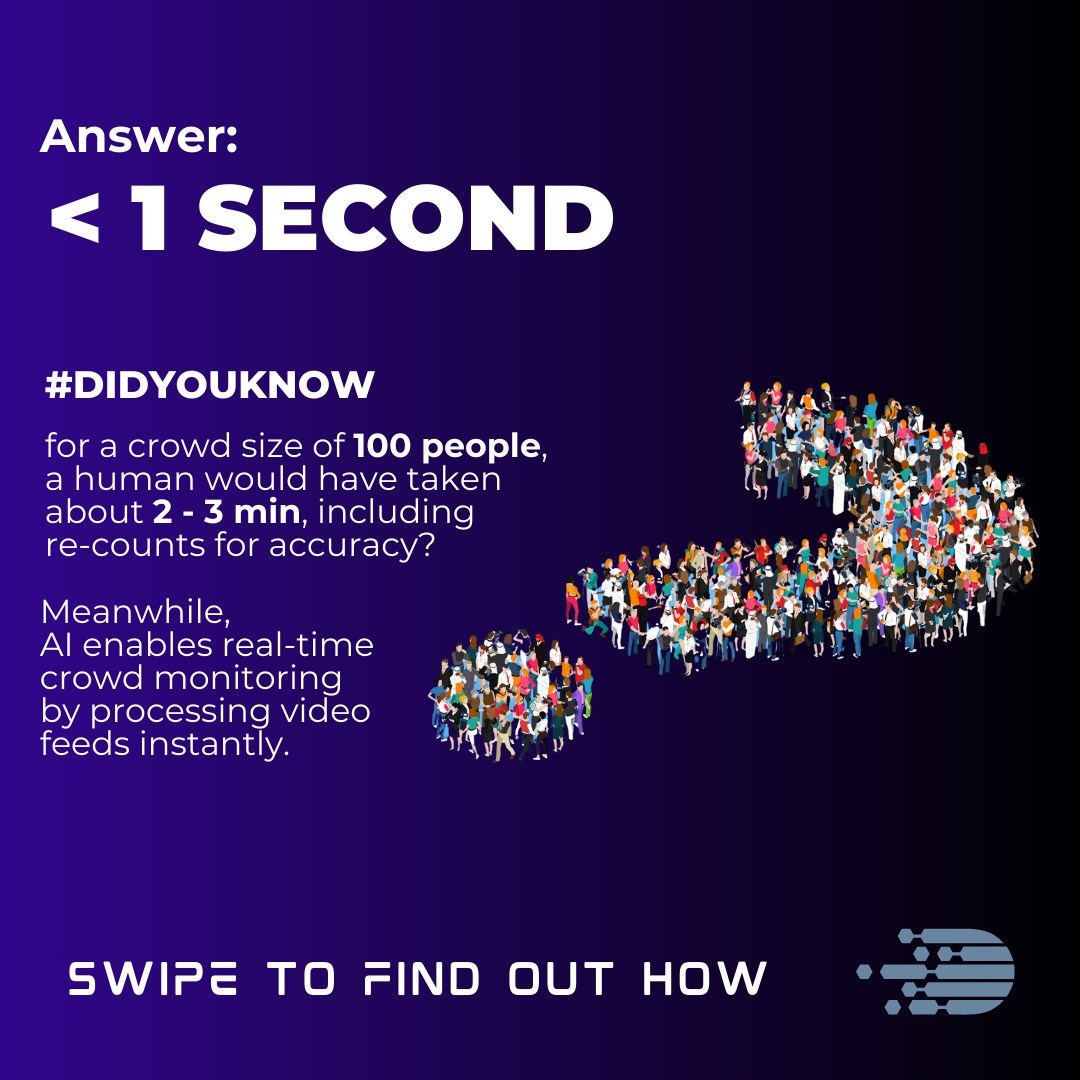 Answer:
< 1 SECOND
#DIDYOUKNOW
for a crowd size of 100 people,
a human would have taken
about 2 - 3 min, including
re-counts for accuracy?
Meanwhile,
AI enables real-time
crowd monitoring
by processing video
feeds instantly.
SWIPE TO FIND OUT HOW